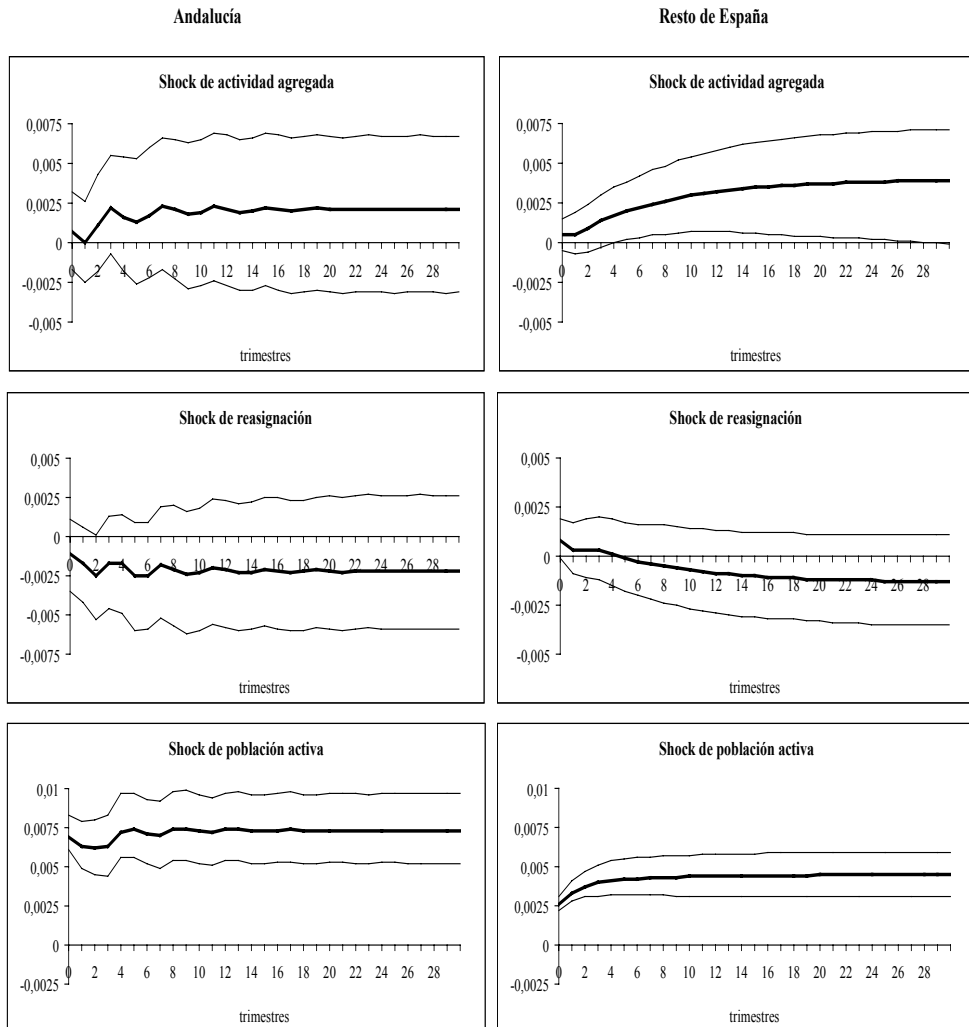 Andalucía
Resto de España
Shock de actividad agregada
0,0075
0,005
0,0025
0
-0,0025
-0,005
0 2 4 6 8 10 12 14 16 18 20 22 24 26 28
trimestres
Shock de actividad agregada
0,0075
0,005
0,0025
0
-0,0025
-0,005
0 2 4 6 8 10 12 14 16 18 20 22 24 26 28
trimestres
Shock de reasignación
0,005
0,0025
0
-0,0025
-0,005
-0,0075
0 2 4 6 8 10 12 14 16 18 20 22 24 26 28
trimestres
Shock de reasignación
0,005
0,0025
0
-0,0025
-0,005
0 2 4 6 8 10 12 14 16 18 20 22 24 26 28
trimestres
Shock de población activa
0,01
0,0075
0,005
0,0025
0
-0,0025
0 2 4 6 8 10 12 14 16 18 20 22 24 26 28
trimestres
Shock de población activa
0,01
0,0075
0,005
0,0025
0
-0,0025
0 2 4 6 8 10 12 14 16 18 20 22 24 26 28
trimestres